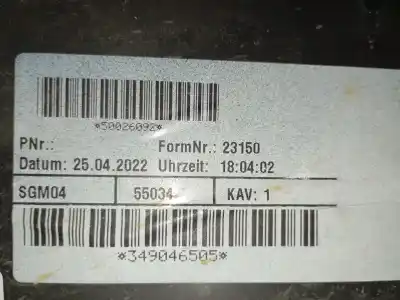 *50026092*
PNr.: FormNr.: 23150
Datum: 25.04.2022 Uhrzeit: 18:04:02
SGM04 55034 KAV: 1
*349046505*